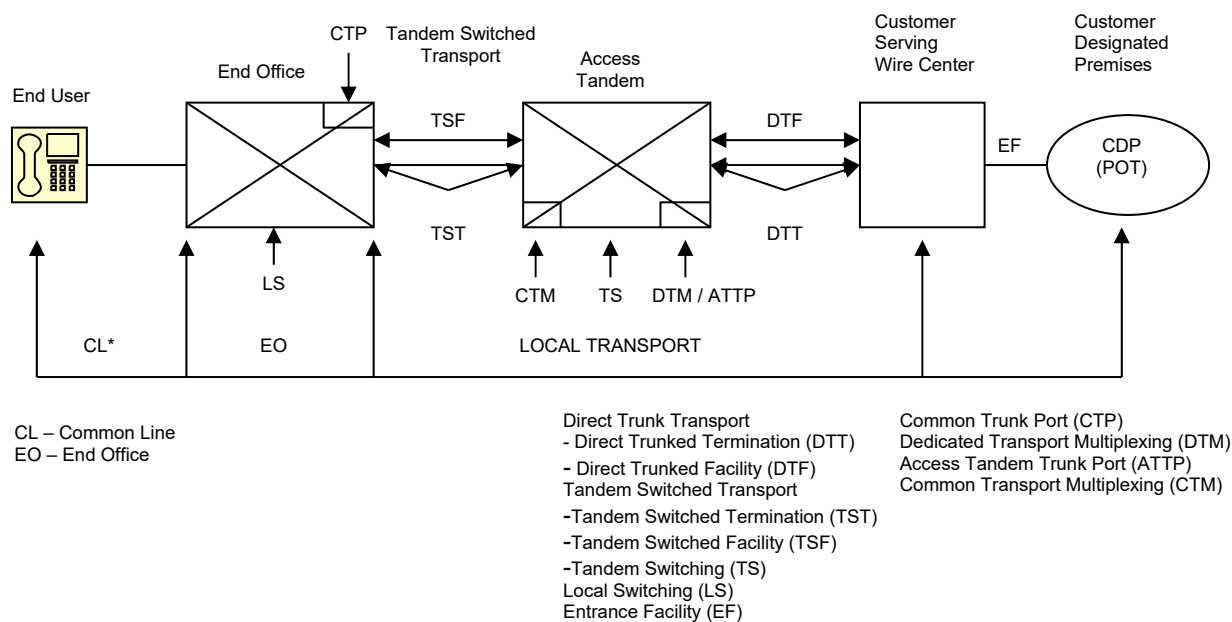 End User
End Office
CTP
Tandem Switched
Transport
Access
Tandem
Customer
Serving
Wire Center
Customer
Designated
Premises
TSF
TST
DTF
DTT
EF
CDP
(POT)
LS
CTM
TS
DTM / ATTP
CL*
EO
LOCAL TRANSPORT
CL – Common Line
EO – End Office
Direct Trunk Transport
- Direct Trunked Termination (DTT)
- Direct Trunked Facility (DTF)
Tandem Switched Transport
-Tandem Switched Termination (TST)
-Tandem Switched Facility (TSF)
-Tandem Switching (TS)
Local Switching (LS)
Entrance Facility (EF)
Common Trunk Port (CTP)
Dedicated Transport Multiplexing (DTM)
Access Tandem Trunk Port (ATTP)
Common Transport Multiplexing (CTM)